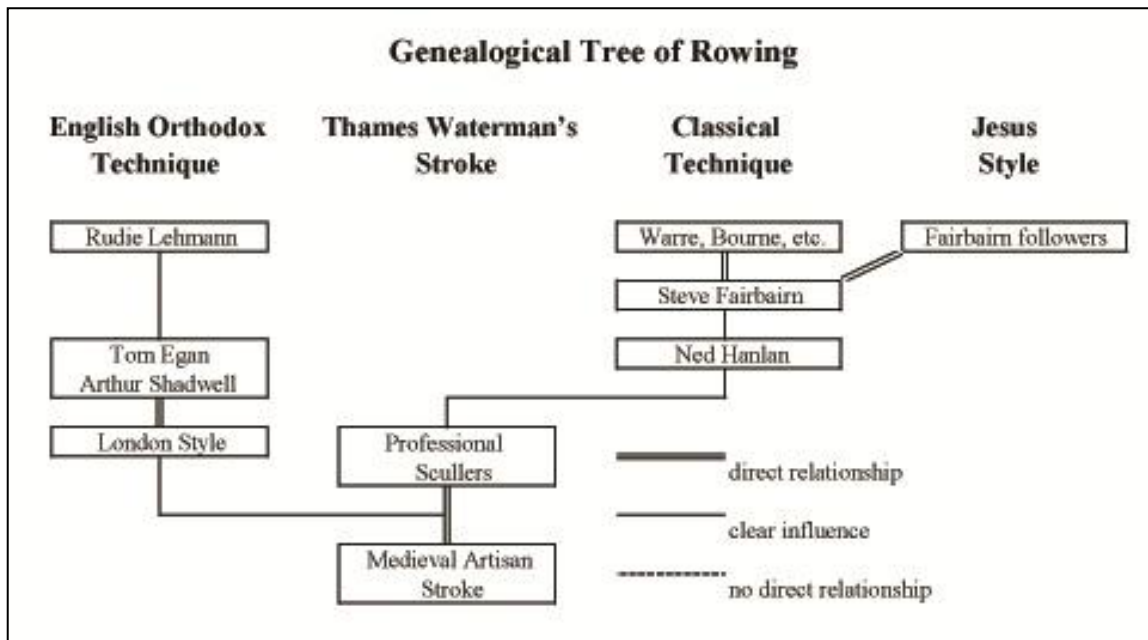 Genealogical Tree of Rowing
English Orthodox
Technique
Thames Waterman's
Stroke
Classical
Technique
Jesus
Style
Rudie Lehmann
Warre, Bourne, etc.
Fairbairn followers
Steve Fairbairn
Tom Egan
Arthur Shadwell
Ned Hanlan
London Style
Professional
Scullers
direct relationship
clear influence
Medieval Artisan
Stroke
no direct relationship